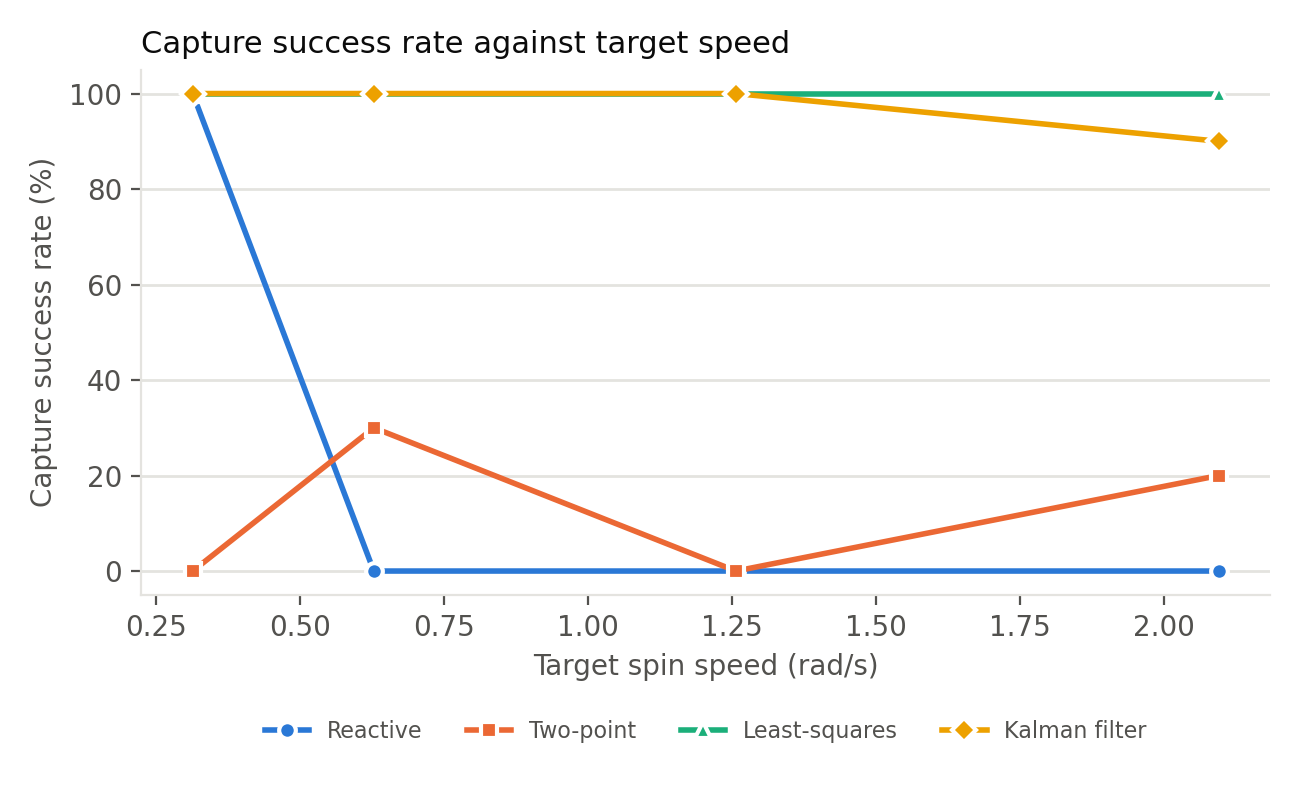 Capture success rate against target speed
Capture success rate (%)
100
80
60
40
20
0
0.25 0.50 0.75 1.00 1.25 1.50 1.75 2.00
Target spin speed (rad/s)
Reactive Two-point Least-squares Kalman filter